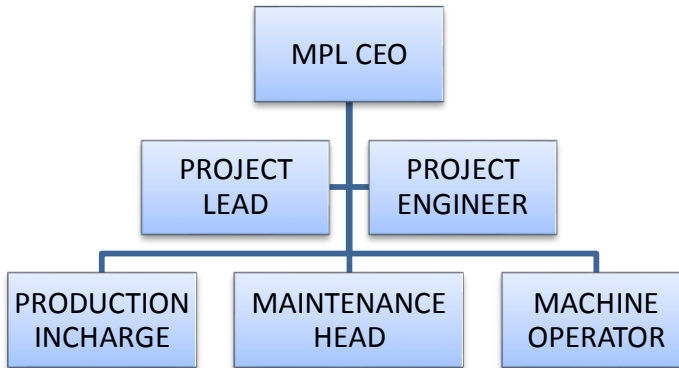 MPL CEO
PROJECT
LEAD
PROJECT
ENGINEER
PRODUCTION
INCHARGE
MAINTENANCE
HEAD
MACHINE
OPERATOR